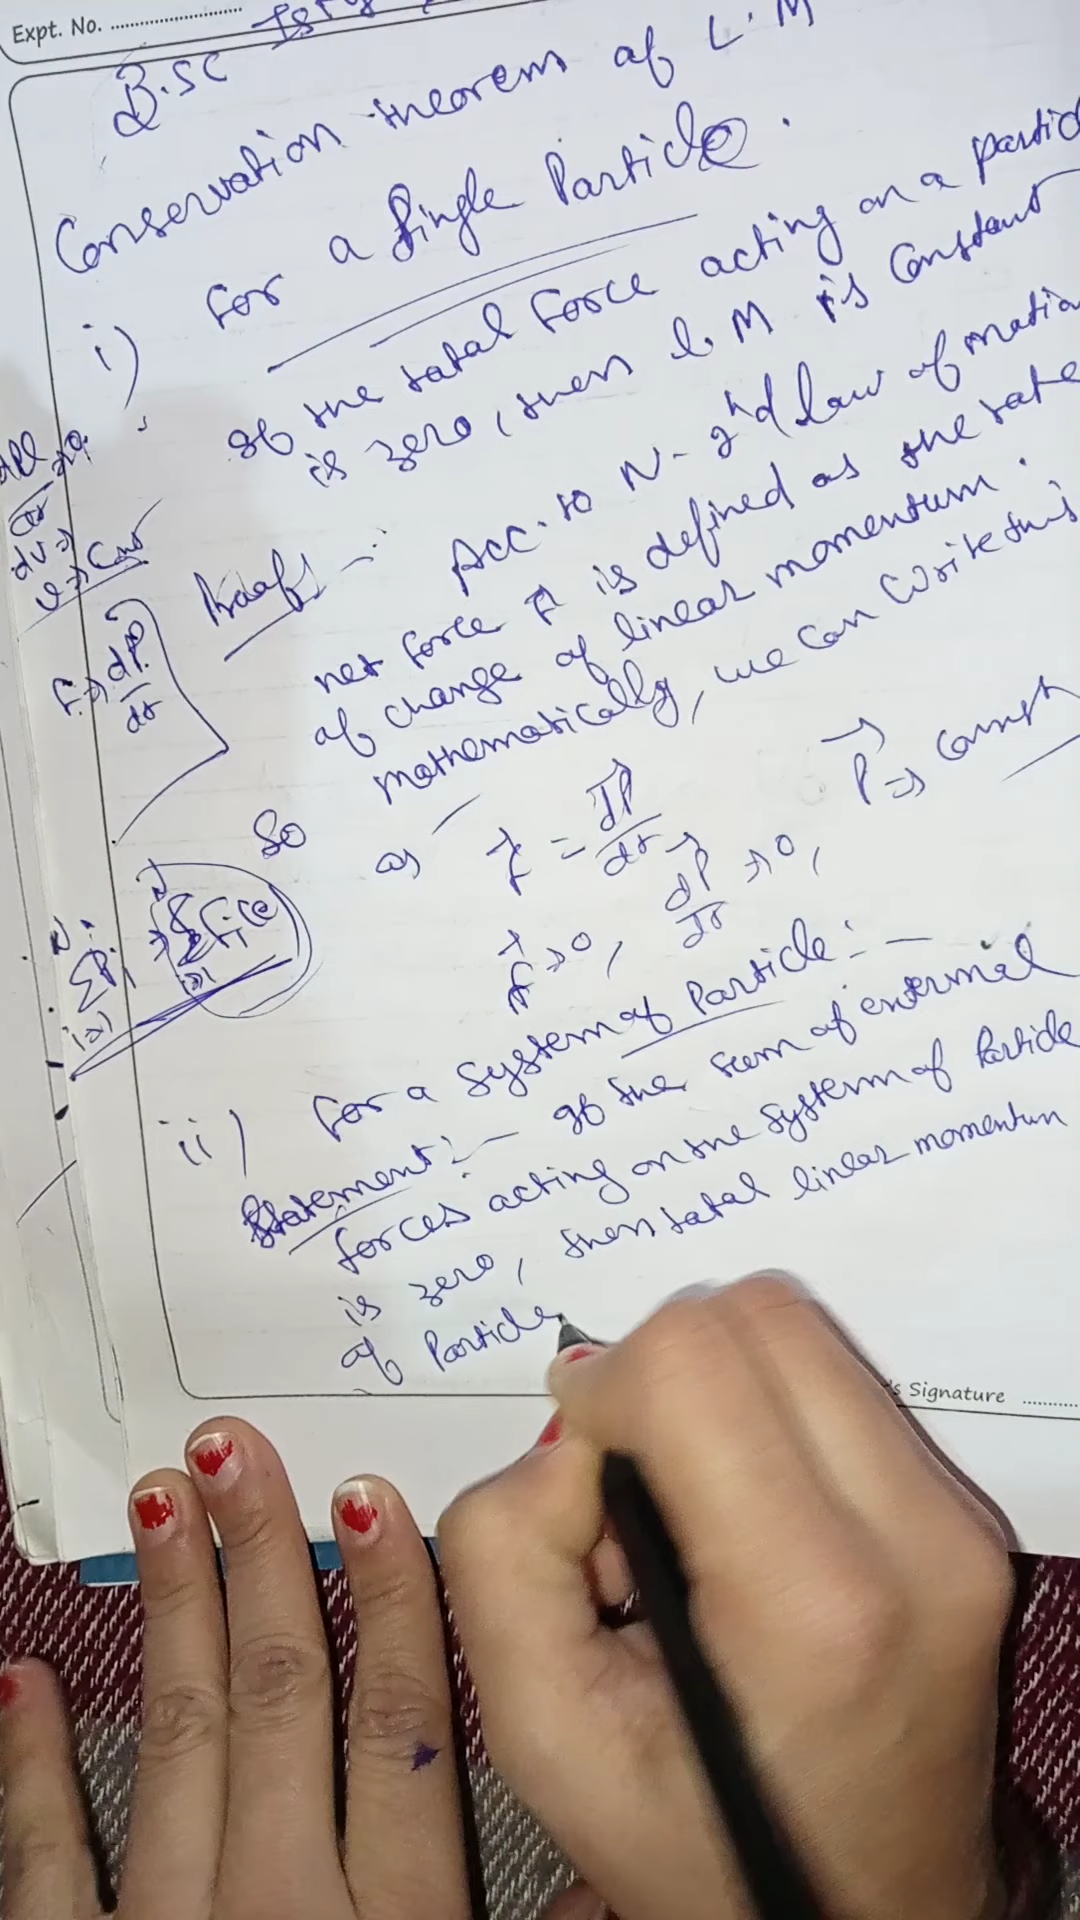 Expt. No.
B.SC
Conservation theorem of L.M
i) For a Single Particle.
If the total Force acting on a partic
is zero, then L.M is constant
Proof :-
Acc. to N- 2nd law of motion
net force F is defined as the rate
of change of linear momentum.
So mathematically, we can write this
as F = dP/dt
F → 0, dP/dt → 0, P ⇒ const
F ⇒ dP/dt
N Σ i=1 Pi ⇒ N Σ i=1 Fi(e)
ii) For a System of Particle :-
Statement :- If the sum of external
forces acting on the system of Particle
is zero, then total linear momentum
of Particle
's Signature